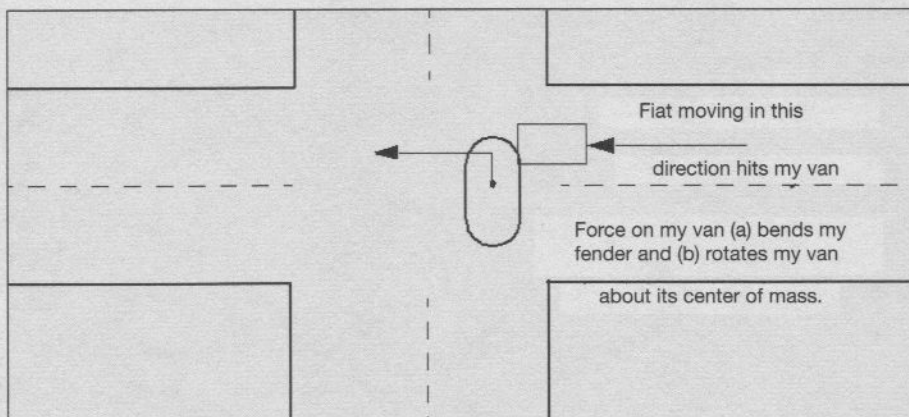 Fiat moving in this
direction hits my van
Force on my van (a) bends my
fender and (b) rotates my van
about its center of mass.